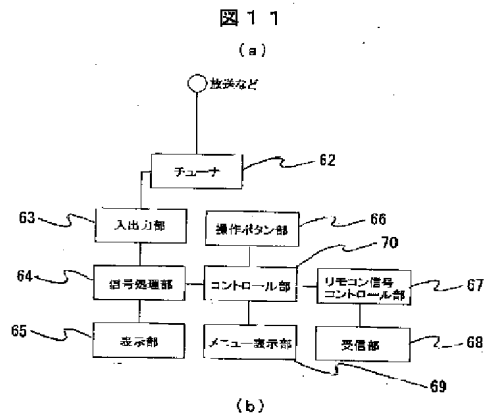 図11
(a)
放送など
チューナ
62
63
入出力部
操作ボタン部
66
70
64
信号処理部
コントロール部
リモコン信号
コントロール部
67
65
表示部
メニュー表示部
受信部
68
69
(b)